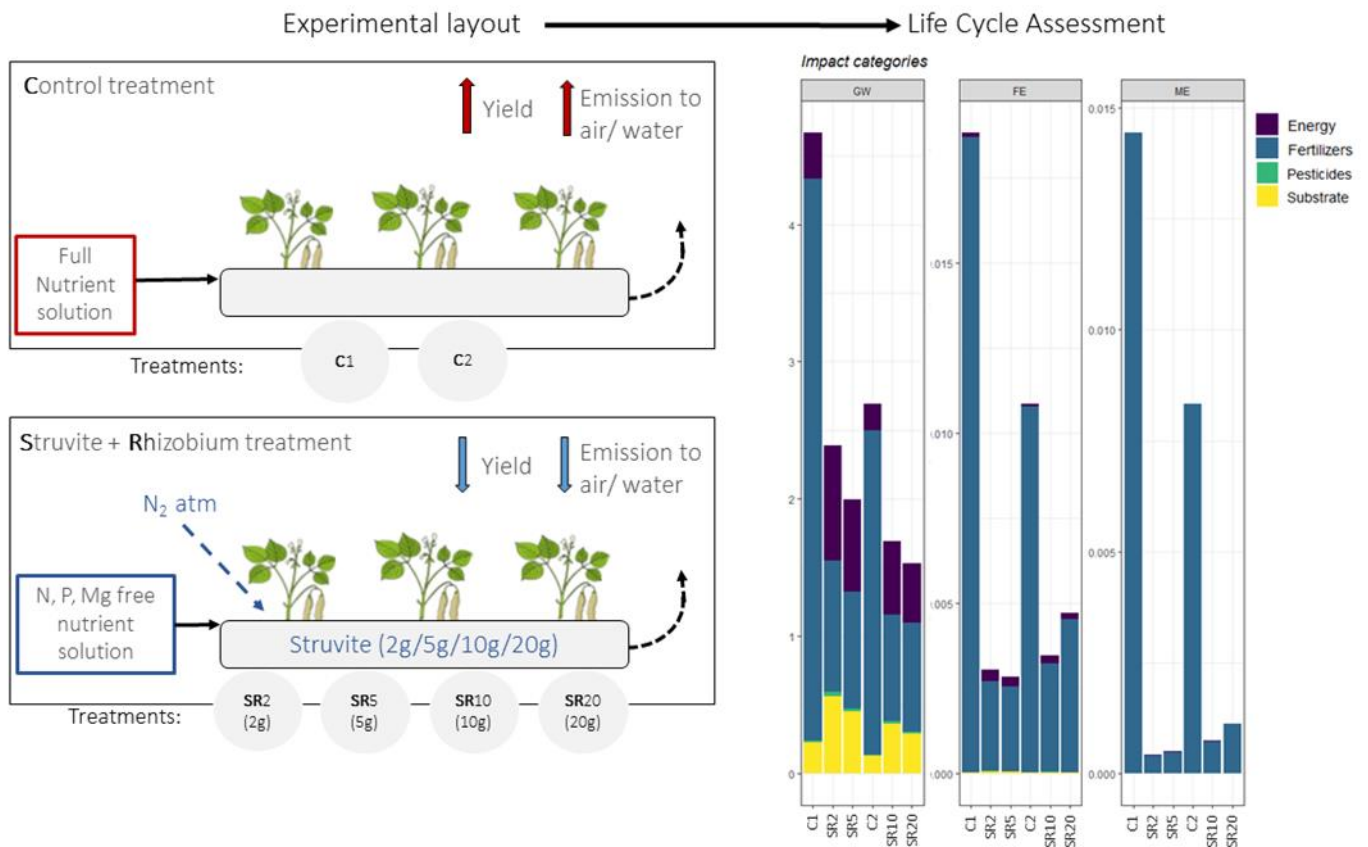 Experimental layout
Life Cycle Assessment
Control treatment
Yield
Emission to
air/ water
Full
Nutrient
solution
Treatments:
C1
C2
Struvite + Rhizobium treatment
Yield
Emission to
air/ water
N₂ atm
N, P, Mg free
nutrient
solution
Struvite (2g/5g/10g/20g)
Treatments:
SR2
(2g)
SR5
(5g)
SR10
(10g)
SR20
(20g)
Impact categories
GW
FE
ME
4
3
2
1
0
0.015
0.010
0.005
.000
0.015
0.010
0.005
0.000
C1
SR2
SR5
C2
SR10
SR20
C1
SR2
SR5
C2
SR10
SR20
C1
SR2
SR5
C2
SR10
SR20
Energy
Fertilizers
Pesticides
Substrate